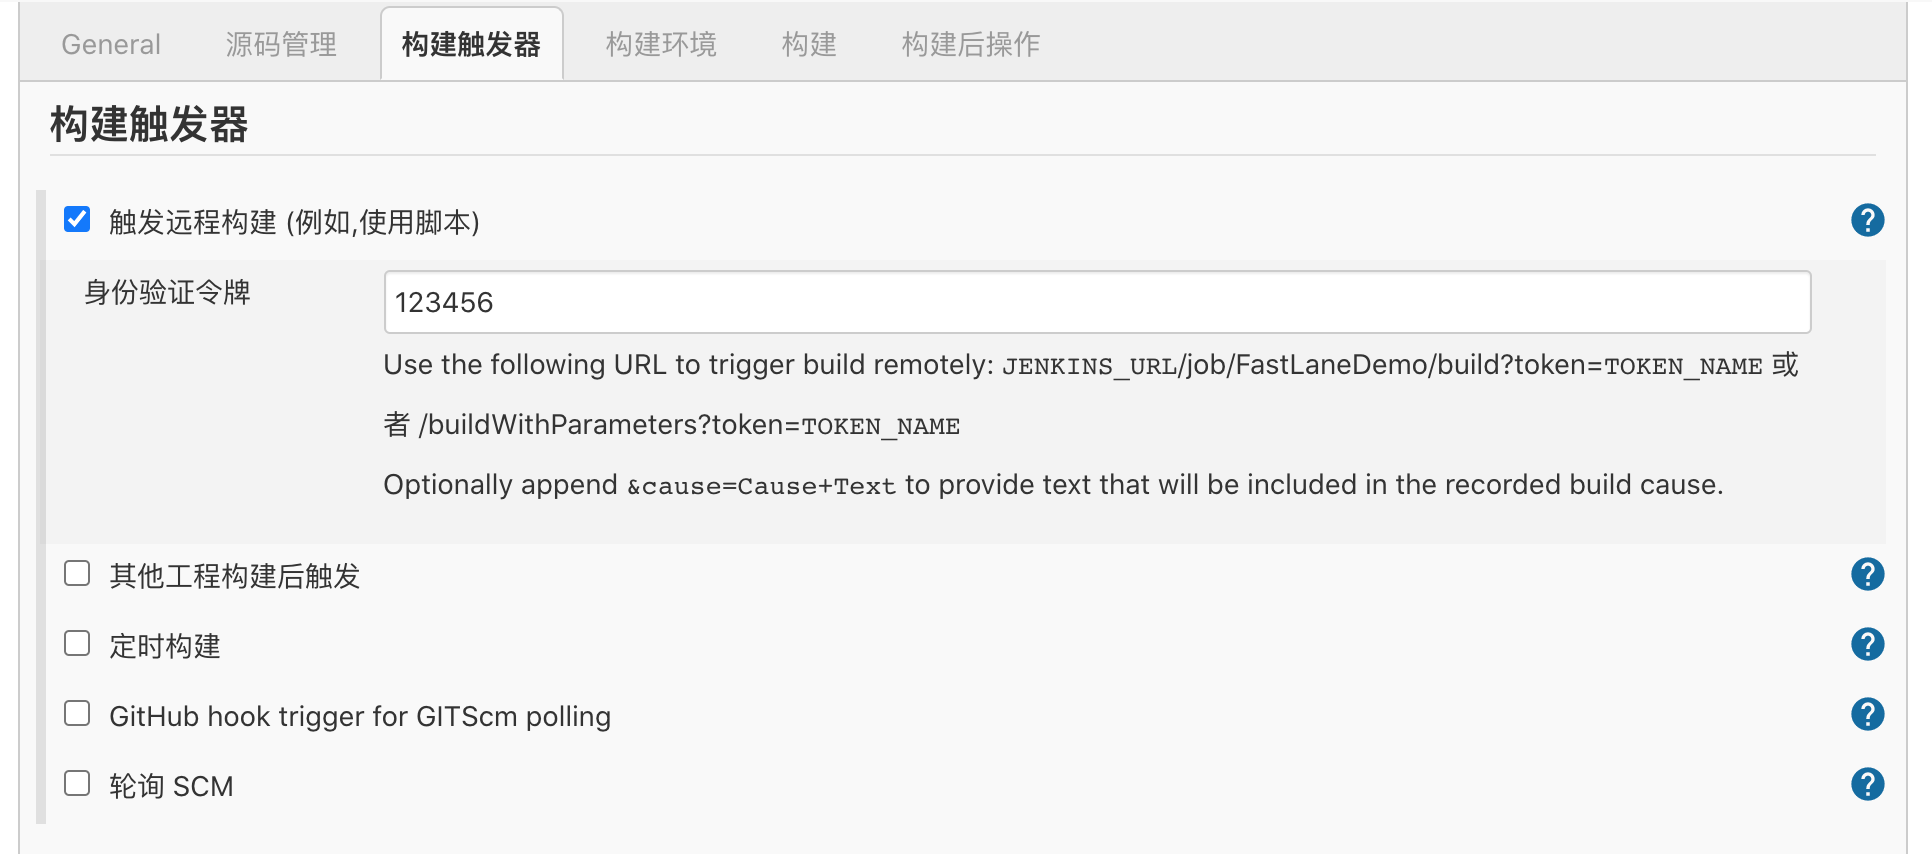 General 源码管理 构建触发器 构建环境 构建 构建后操作
构建触发器
触发远程构建 (例如,使用脚本)
身份验证令牌 123456
Use the following URL to trigger build remotely: JENKINS_URL/job/FastLaneDemo/build?token=TOKEN_NAME 或
者 /buildWithParameters?token=TOKEN_NAME
Optionally append &cause=Cause+Text to provide text that will be included in the recorded build cause.
其他工程构建后触发
定时构建
GitHub hook trigger for GITScm polling
轮询 SCM